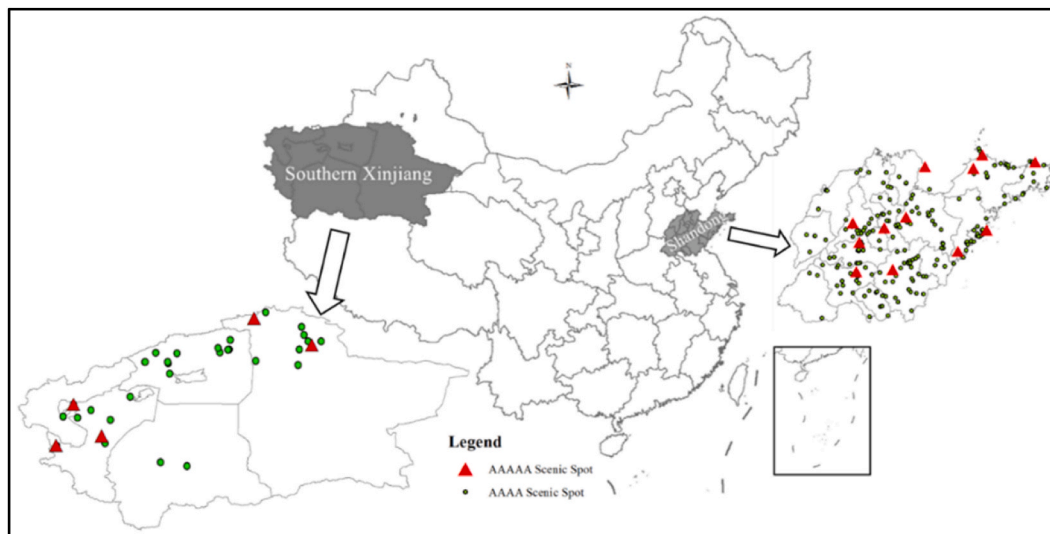 N
Southern Xinjiang
Shandong
Legend
AAAAA Scenic Spot
AAAA Scenic Spot